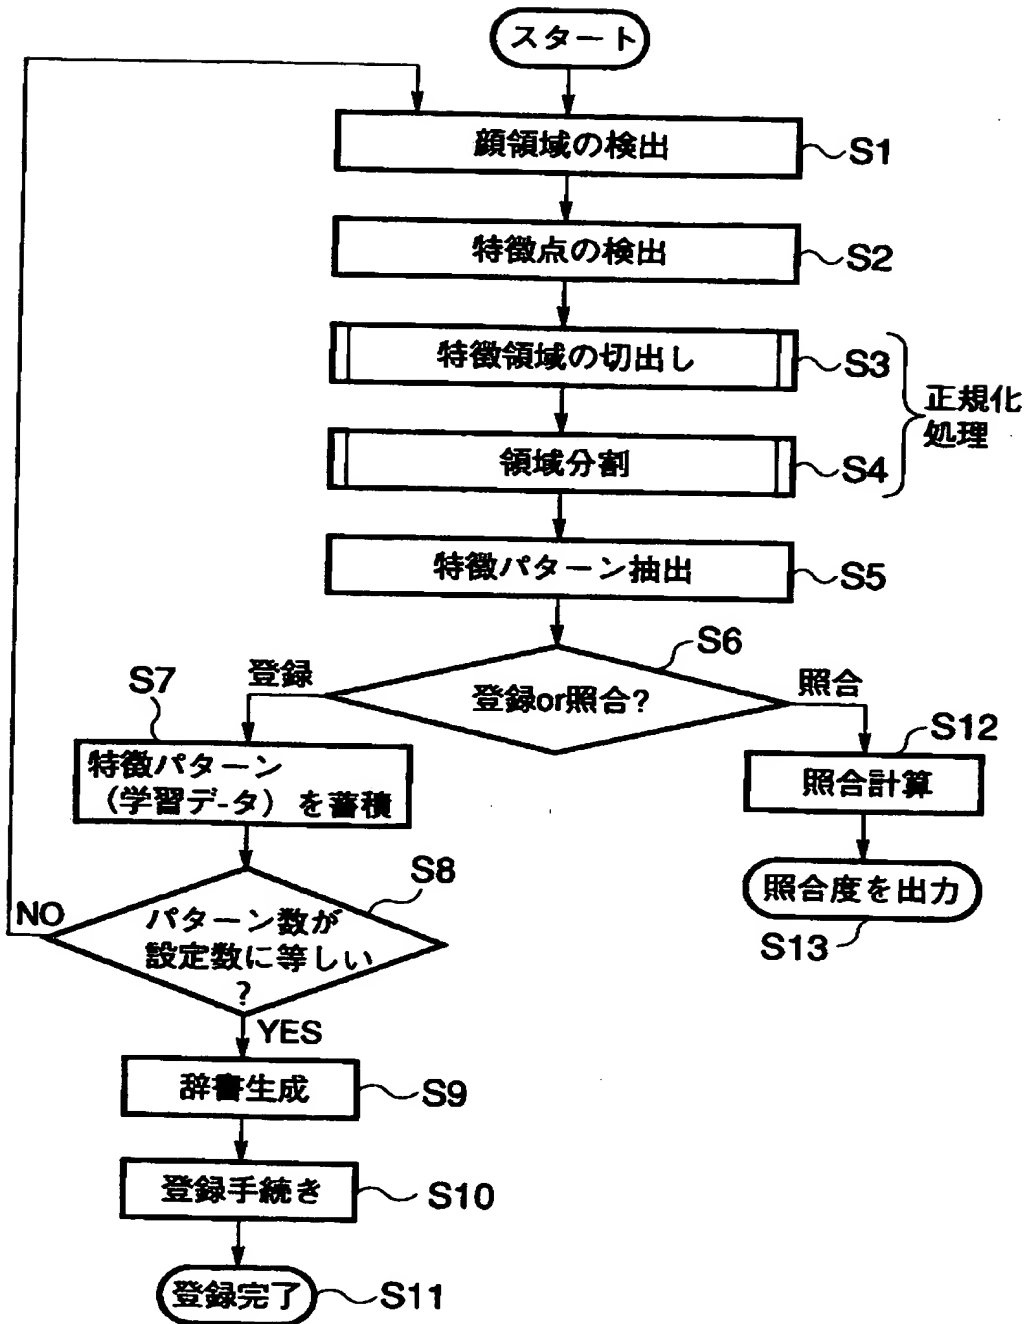 スタート
顔領域の検出
S1
特徴点の検出
S2
特徴領域の切出し
S3
領域分割
S4
正規化
処理
特徴パターン抽出
S5
登録or照合?
S6
登録
照合
S7
特徴パターン
(学習データ)を蓄積
S12
照合計算
照合度を出力
S13
S8
パターン数が
設定数に等しい
?
NO
YES
辞書生成
S9
登録手続き
S10
登録完了
S11